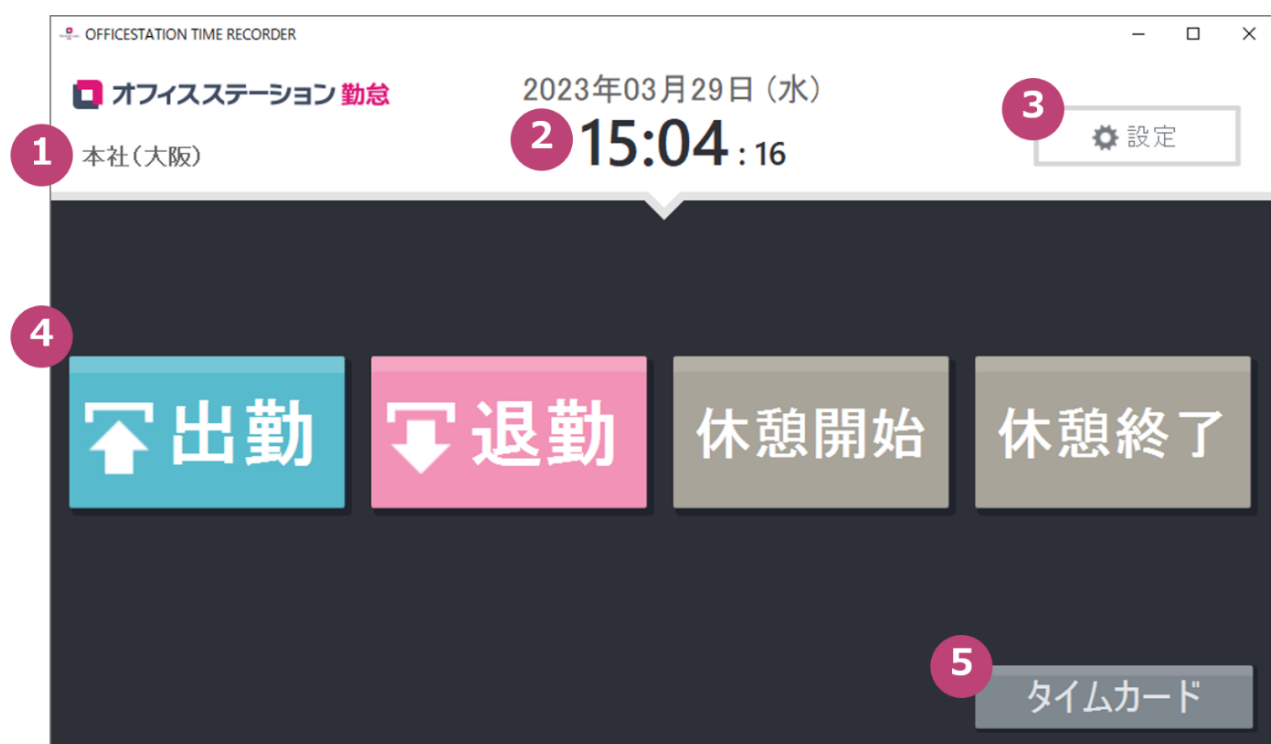 OFFICESTATION TIME RECORDER
オフィスステーション 勤怠
2023年03月29日(水)
3
設定
1
本社(大阪)
2
15:04:16
4
出勤
退勤
休憩開始
休憩終了
5
タイムカード